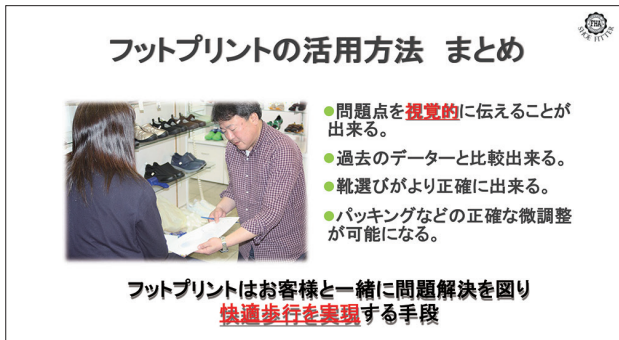 FHA
SHOE FITTER
フットプリントの活用方法　まとめ
●問題点を視覚的に伝えることが
出来る。
●過去のデーターと比較出来る。
●靴選びがより正確に出来る。
●パッキングなどの正確な微調整
が可能になる。
フットプリントはお客様と一緒に問題解決を図り
快適歩行を実現する手段